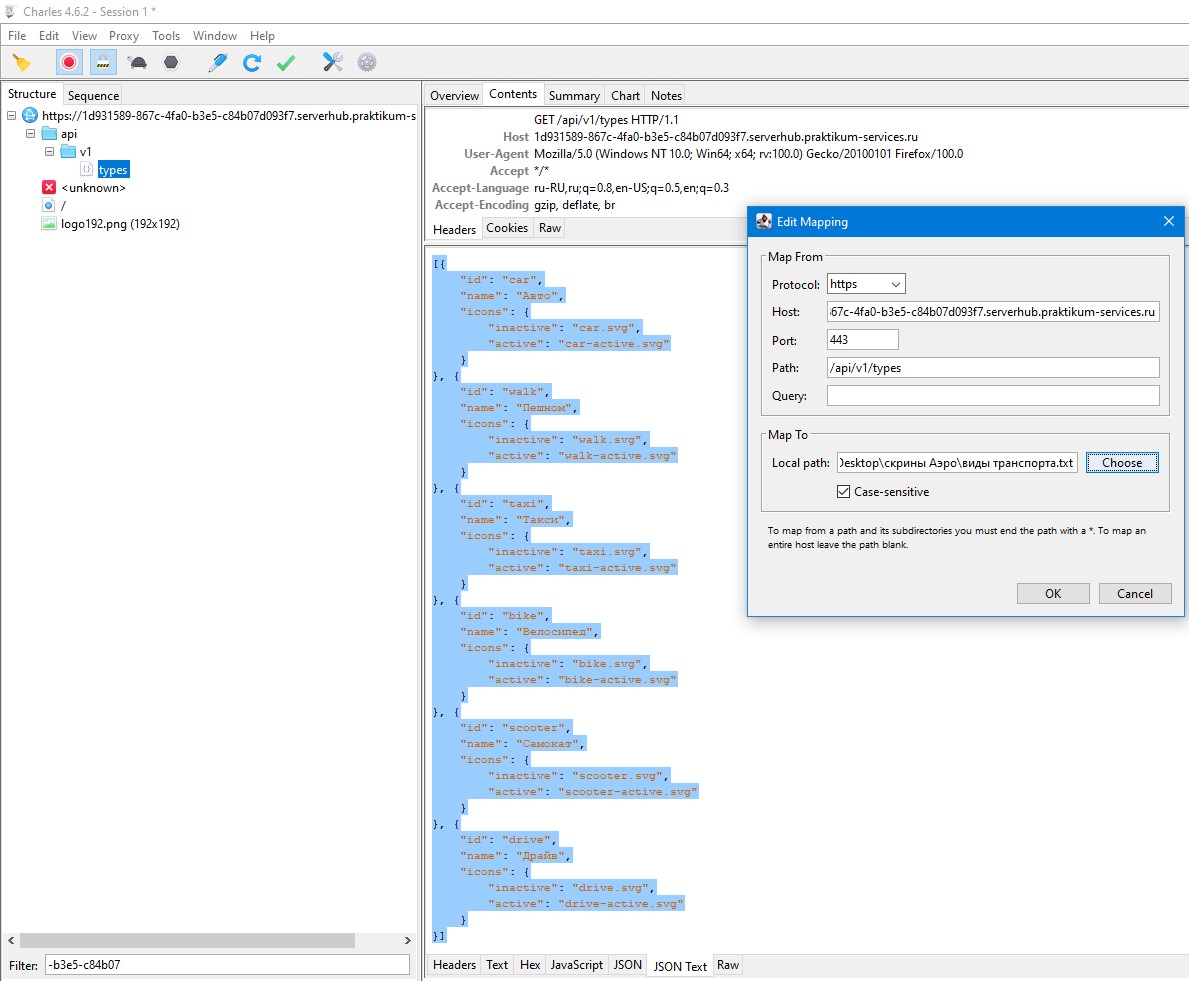 Charles 4.6.2 - Session 1 *
File Edit View Proxy Tools Window Help
Structure Sequence
https://1d931589-867c-4fa0-b3e5-c84b07d093f7.serverhub.praktikum-s
api
v1
types
<unknown>
/
logo192.png (192x192)
Filter: -b3e5-c84b07
Overview Contents Summary Chart Notes
GET /api/v1/types HTTP/1.1
Host 1d931589-867c-4fa0-b3e5-c84b07d093f7.serverhub.praktikum-services.ru
User-Agent Mozilla/5.0 (Windows NT 10.0; Win64; x64; rv:100.0) Gecko/20100101 Firefox/100.0
Accept */*
Accept-Language ru-RU,ru;q=0.8,en-US;q=0.5,en;q=0.3
Accept-Encoding gzip, deflate, br
Headers Cookies Raw
[{
"id": "car",
"name": "Авто",
"icons": {
"inactive": "car.svg",
"active": "car-active.svg"
}
}, {
"id": "walk",
"name": "Пешком",
"icons": {
"inactive": "walk.svg",
"active": "walk-active.svg"
}
}, {
"id": "taxi",
"name": "Такси",
"icons": {
"inactive": "taxi.svg",
"active": "taxi-active.svg"
}
}, {
"id": "bike",
"name": "Велосипед",
"icons": {
"inactive": "bike.svg",
"active": "bike-active.svg"
}
}, {
"id": "scooter",
"name": "Самокат",
"icons": {
"inactive": "scooter.svg",
"active": "scooter-active.svg"
}
}, {
"id": "drive",
"name": "Драйв",
"icons": {
"inactive": "drive.svg",
"active": "drive-active.svg"
}
}]
Headers Text Hex JavaScript JSON JSON Text Raw
Edit Mapping
Map From
Protocol: https
Host: 67c-4fa0-b3e5-c84b07d093f7.serverhub.praktikum-services.ru
Port: 443
Path: /api/v1/types
Query:
Map To
Local path: Desktop\скрины Аэро\виды транспорта.txt Choose
Case-sensitive
To map from a path and its subdirectories you must end the path with a *. To map an
entire host leave the path blank.
OK Cancel